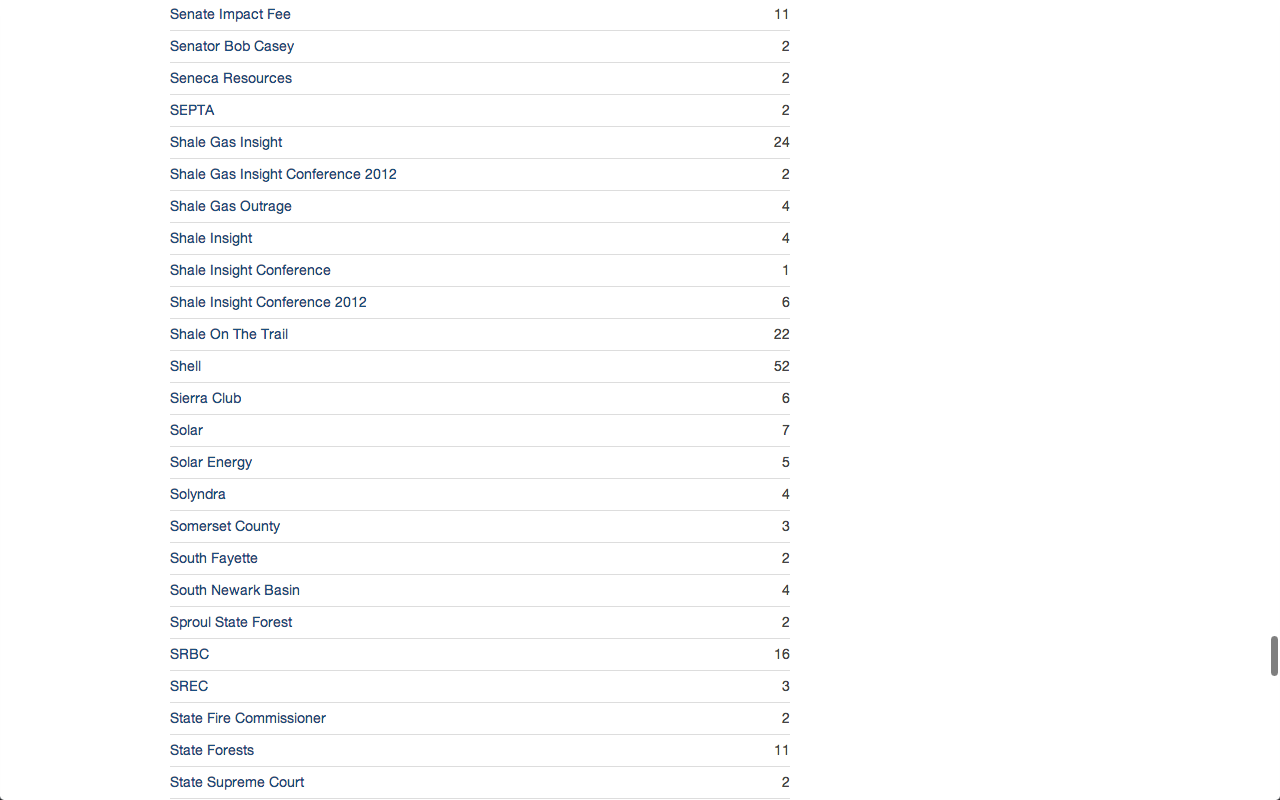 Senate Impact Fee 11
Senator Bob Casey 2
Seneca Resources 2
SEPTA 2
Shale Gas Insight 24
Shale Gas Insight Conference 2012 2
Shale Gas Outrage 4
Shale Insight 4
Shale Insight Conference 1
Shale Insight Conference 2012 6
Shale On The Trail 22
Shell 52
Sierra Club 6
Solar 7
Solar Energy 5
Solyndra 4
Somerset County 3
South Fayette 2
South Newark Basin 4
Sproul State Forest 2
SRBC 16
SREC 3
State Fire Commissioner 2
State Forests 11
State Supreme Court 2